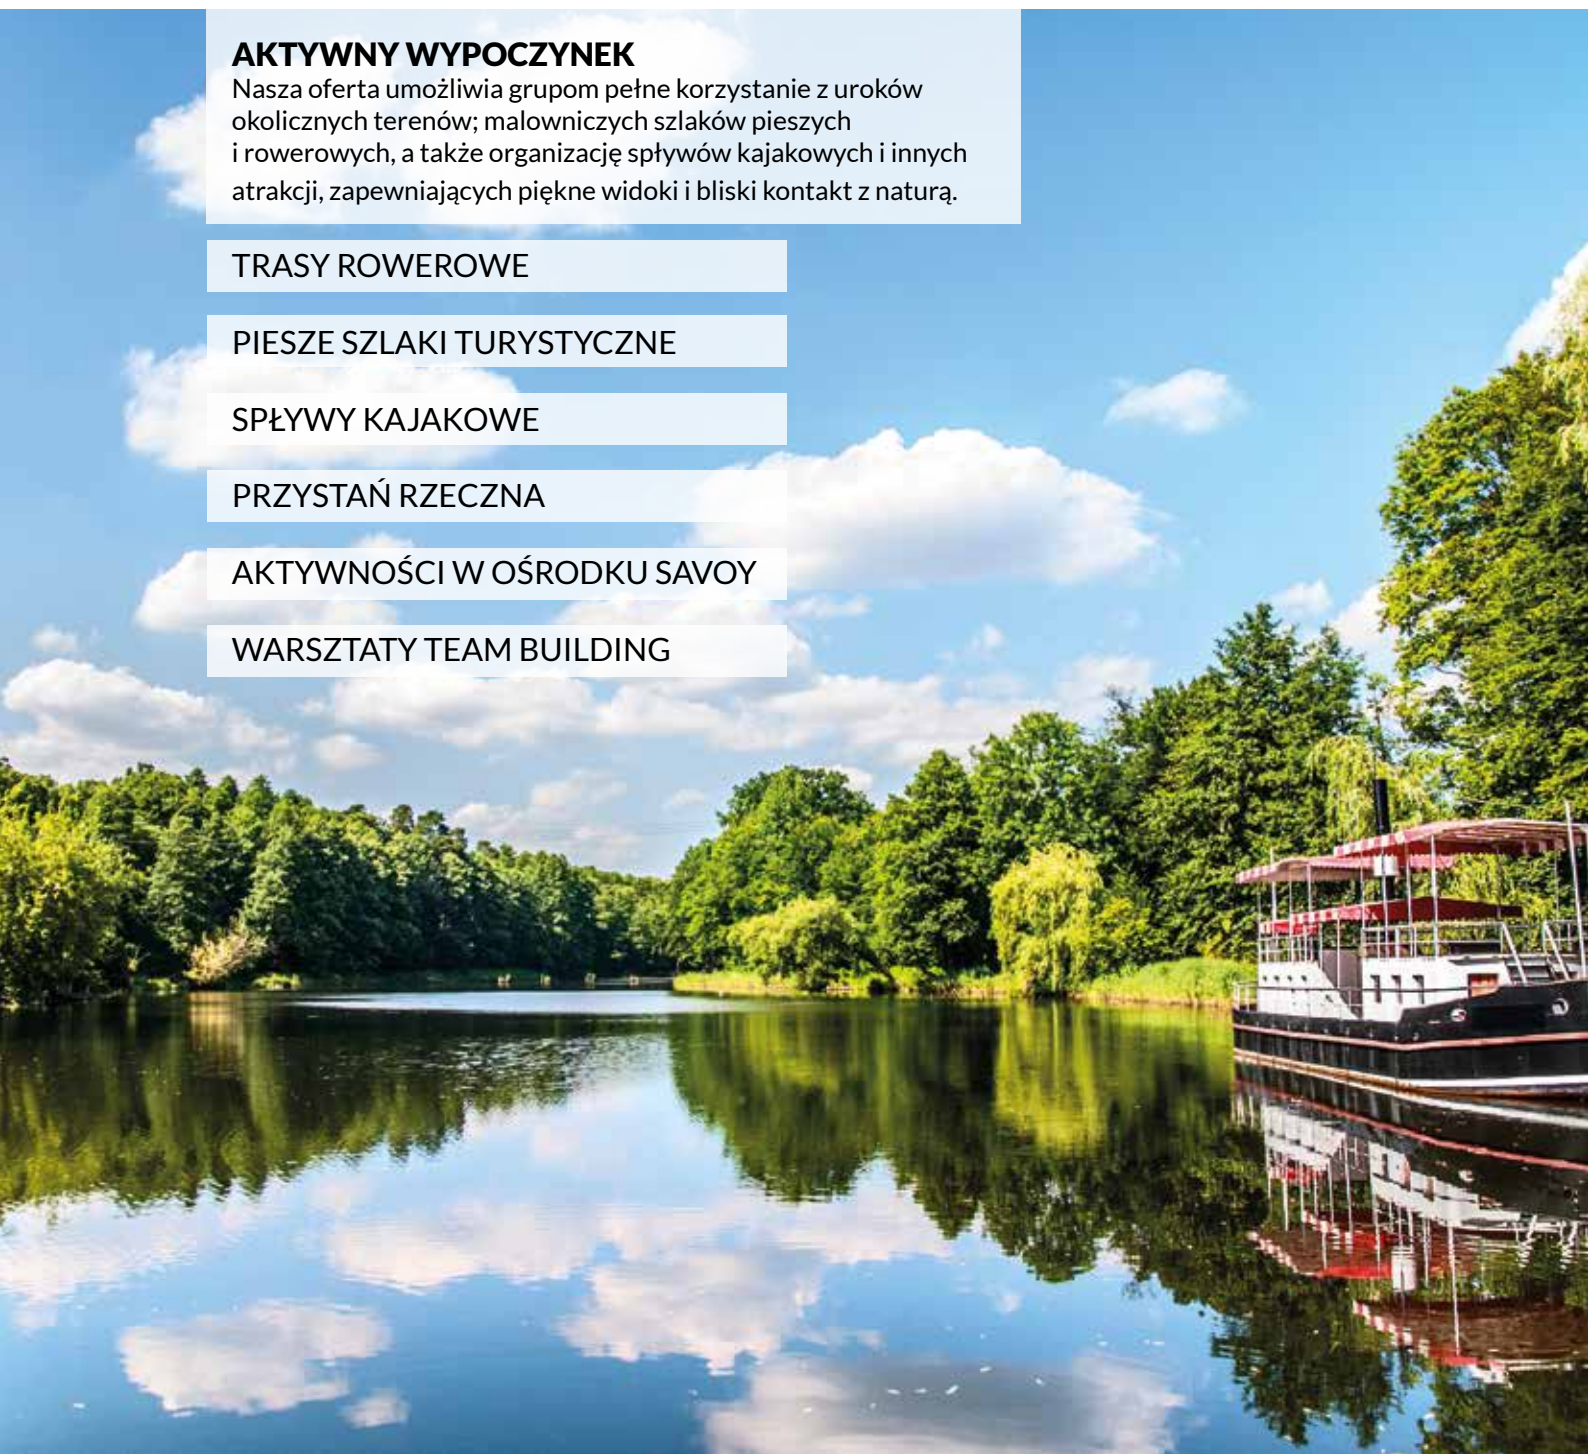 AKTYWNY WYPOCZYNEK
Nasza oferta umożliwia grupom pełne korzystanie z uroków
okolicznych terenów; malowniczych szlaków pieszych
i rowerowych, a także organizację spływów kajakowych i innych
atrakcji, zapewniających piękne widoki i bliski kontakt z naturą.
TRASY ROWEROWE
PIESZE SZLAKI TURYSTYCZNE
SPŁYWY KAJAKOWE
PRZYSTAŃ RZECZNA
AKTYWNOŚCI W OŚRODKU SAVOY
WARSZTATY TEAM BUILDING